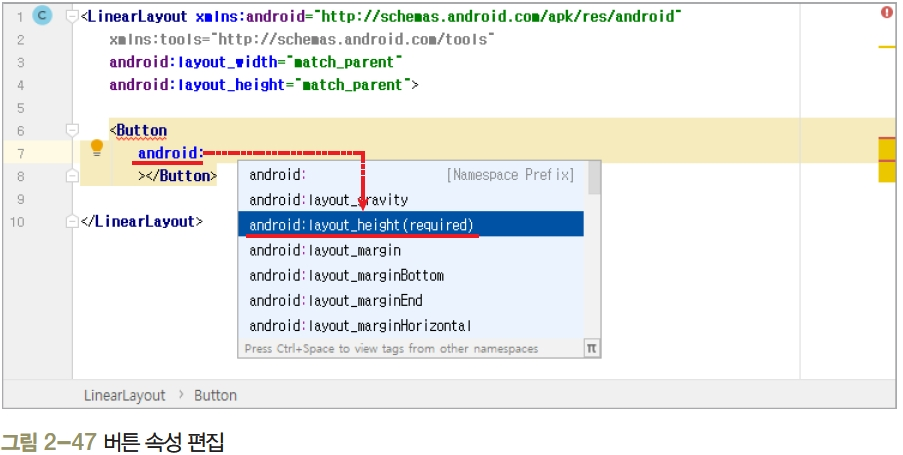 1 C <LinearLayout xmlns:android="http://schemas.android.com/apk/res/android"
2 xmlns:tools="http://schemas.android.com/tools"
3 android:layout_width="match_parent"
4 android:layout_height="match_parent">
5
6 <Button
7 android:
8 ></Button>
9
10 </LinearLayout>
android: [Namespace Prefix]
android:layout_gravity
android:layout_height(required)
android:layout_margin
android:layout_marginBottom
android:layout_marginEnd
android:layout_marginHorizontal
Press Ctrl+Space to view tags from other namespaces π
LinearLayout > Button
그림 2-47 버튼 속성 편집